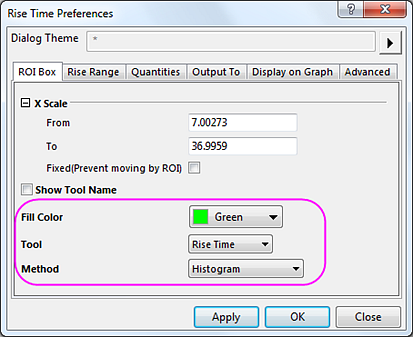 Rise Time Preferences
Dialog Theme *
ROI Box Rise Range Quantities Output To Display on Graph Advanced
X Scale
From 7.00273
To 36.9959
Fixed(Prevent moving by ROI)
Show Tool Name
Fill Color Green
Tool Rise Time
Method Histogram
Apply OK Close